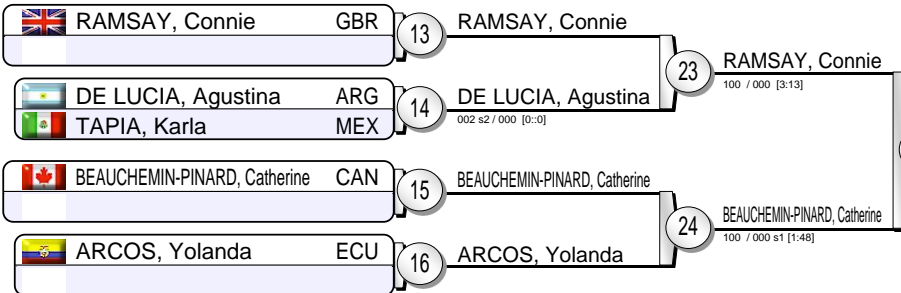 RAMSAY, Connie GBR
13
RAMSAY, Connie
DE LUCIA, Agustina ARG
TAPIA, Karla MEX
14
DE LUCIA, Agustina
002 s2 / 000 [0::0]
23
RAMSAY, Connie
100 / 000 [3:13]
BEAUCHEMIN-PINARD, Catherine CAN
15
BEAUCHEMIN-PINARD, Catherine
ARCOS, Yolanda ECU
16
ARCOS, Yolanda
24
BEAUCHEMIN-PINARD, Catherine
100 / 000 s1 [1:48]